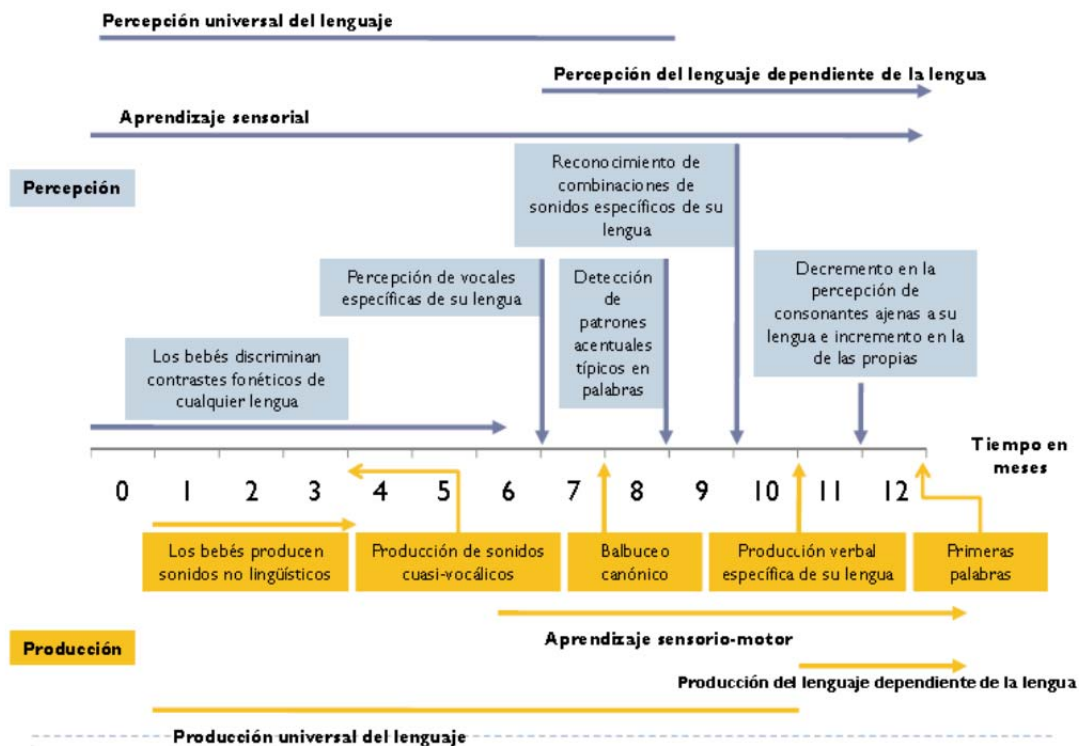 Percepción universal del lenguaje
Percepción del lenguaje dependiente de la lengua
Aprendizaje sensorial
Percepción
Reconocimiento de
combinaciones de
sonidos específicos de su
lengua
Percepción de vocales
específicas de su lengua
Detección
de
patrones
acentuales
típicos en
palabras
Decremento en la
percepción de
consonantes ajenas a su
lengua e incremento en la
de las propias
Los bebés discriminan
contrastes fonéticos de
cualquier lengua
Tiempo en
meses
0 1 2 3 4 5 6 7 8 9 10 11 12
Los bebés producen
sonidos no lingüísticos
Producción de sonidos
cuasi-vocálicos
Balbuceo
canónico
Producción verbal
específica de su lengua
Primeras
palabras
Aprendizaje sensorio-motor
Producción
Producción del lenguaje dependiente de la lengua
Producción universal del lenguaje